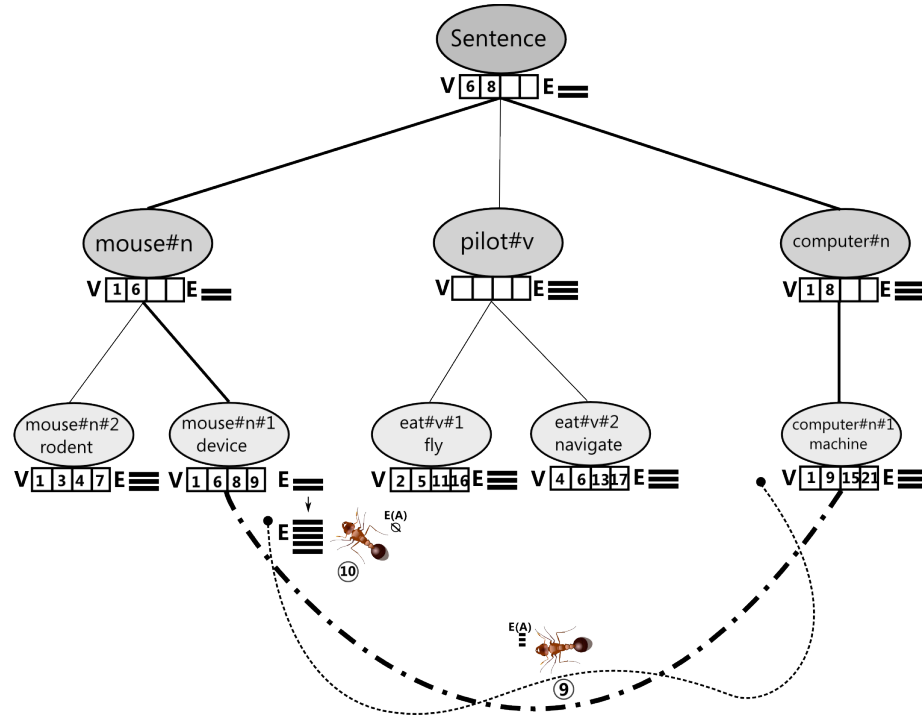 Sentence
V 6 8 E
mouse#n
pilot#v
computer#n
V 1 6 E
V E
V 1 8 E
mouse#n#2
rodent
mouse#n#1
device
eat#v#1
fly
eat#v#2
navigate
computer#n#1
machine
V 1 3 4 7 E
V 1 6 8 9 E
V 2 5 11 16 E
V 4 6 13 17 E
V 1 9 15 21 E
E
E(A)
10
E(A)
9